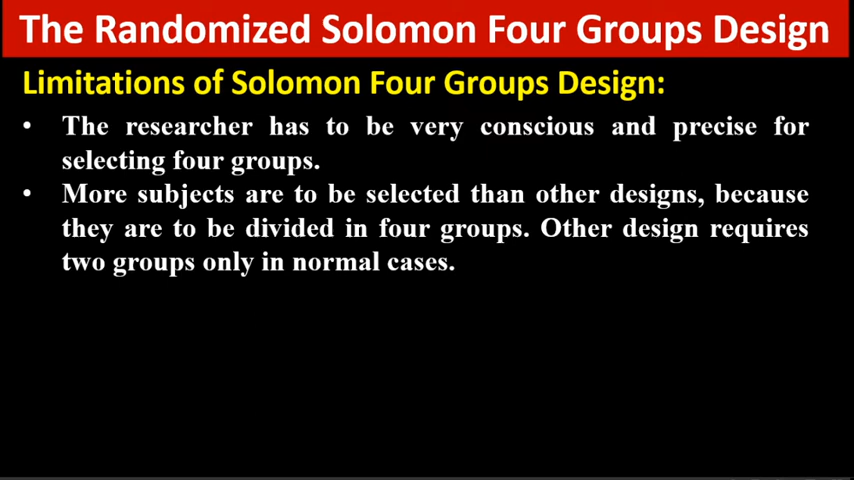 The Randomized Solomon Four Groups Design
Limitations of Solomon Four Groups Design:
• The researcher has to be very conscious and precise for
selecting four groups.
• More subjects are to be selected than other designs, because
they are to be divided in four groups. Other design requires
two groups only in normal cases.